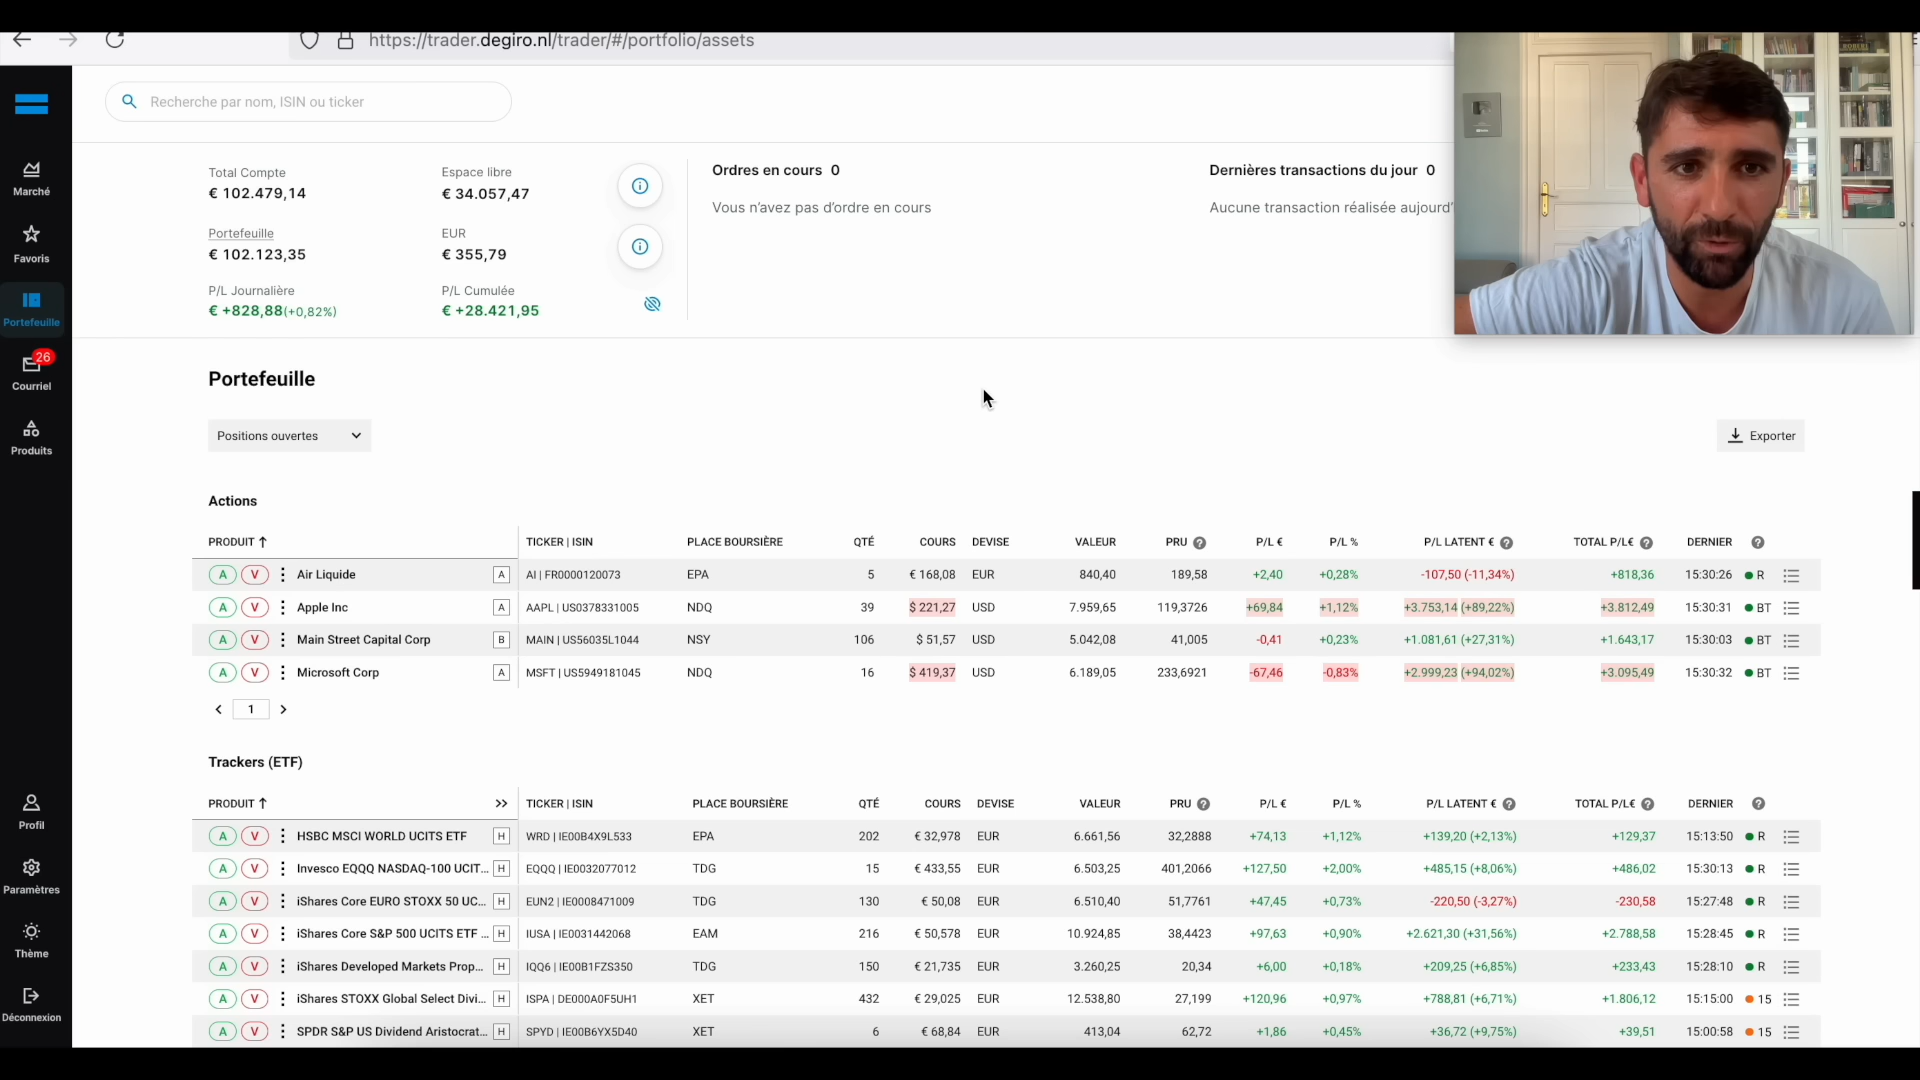 https://trader.degiro.nl/trader/#/portfolio/assets
Recherche par nom, ISIN ou ticker
Marché
Favoris
Portefeuille
26
Courriel
Produits
Profil
Paramètres
Thème
Déconnexion
Total Compte
€ 102.479,14
Espace libre
€ 34.057,47
Portefeuille
€ 102.123,35
EUR
€ 355,79
P/L Journalière
€ +828,88(+0,82%)
P/L Cumulée
€ +28.421,95
Ordres en cours 0
Vous n'avez pas d'ordre en cours
Dernières transactions du jour 0
Aucune transaction réalisée aujourd'
Portefeuille
Positions ouvertes
Exporter
Actions
PRODUIT TICKER | ISIN PLACE BOURSIÈRE QTÉ COURS DEVISE VALEUR PRU P/L € P/L % P/L LATENT € TOTAL P/L€ DERNIER
A V Air Liquide A AI | FR0000120073 EPA 5 € 168,08 EUR 840,40 189,58 +2,40 +0,28% -107,50 (-11,34%) +818,36 15:30:26 R
A V Apple Inc A AAPL | US0378331005 NDQ 39 $ 221,27 USD 7.959,65 119,3726 +69,84 +1,12% +3.753,14 (+89,22%) +3.812,49 15:30:31 BT
A V Main Street Capital Corp B MAIN | US56035L1044 NSY 106 $ 51,57 USD 5.042,08 41,005 -0,41 +0,23% +1.081,61 (+27,31%) +1.643,17 15:30:03 BT
A V Microsoft Corp A MSFT | US5949181045 NDQ 16 $ 419,37 USD 6.189,05 233,6921 -67,46 -0,83% +2.999,23 (+94,02%) +3.095,49 15:30:32 BT
1
Trackers (ETF)
PRODUIT TICKER | ISIN PLACE BOURSIÈRE QTÉ COURS DEVISE VALEUR PRU P/L € P/L % P/L LATENT € TOTAL P/L€ DERNIER
A V HSBC MSCI WORLD UCITS ETF H WRD | IE00B4X9L533 EPA 202 € 32,978 EUR 6.661,56 32,2888 +74,13 +1,12% +139,20 (+2,13%) +129,37 15:13:50 R
A V Invesco EQQQ NASDAQ-100 UCIT... H EQQQ | IE0032077012 TDG 15 € 433,55 EUR 6.503,25 401,2066 +127,50 +2,00% +485,15 (+8,06%) +486,02 15:30:13 R
A V iShares Core EURO STOXX 50 UC... H EUN2 | IE0008471009 TDG 130 € 50,08 EUR 6.510,40 51,7761 +47,45 +0,73% -220,50 (-3,27%) -230,58 15:27:48 R
A V iShares Core S&P 500 UCITS ETF ... H IUSA | IE0031442068 EAM 216 € 50,578 EUR 10.924,85 38,4423 +97,63 +0,90% +2.621,30 (+31,56%) +2.788,58 15:28:45 R
A V iShares Developed Markets Prop... H IQQ6 | IE00B1FZS350 TDG 150 € 21,735 EUR 3.260,25 20,34 +6,00 +0,18% +209,25 (+6,85%) +233,43 15:28:10 R
A V iShares STOXX Global Select Divi... H ISPA | DE000A0F5UH1 XET 432 € 29,025 EUR 12.538,80 27,199 +120,96 +0,97% +788,81 (+6,71%) +1.806,12 15:15:00 15
A V SPDR S&P US Dividend Aristocrat... H SPYD | IE00B6YX5D40 XET 6 € 68,84 EUR 413,04 62,72 +1,86 +0,45% +36,72 (+9,75%) +39,51 15:00:58 15